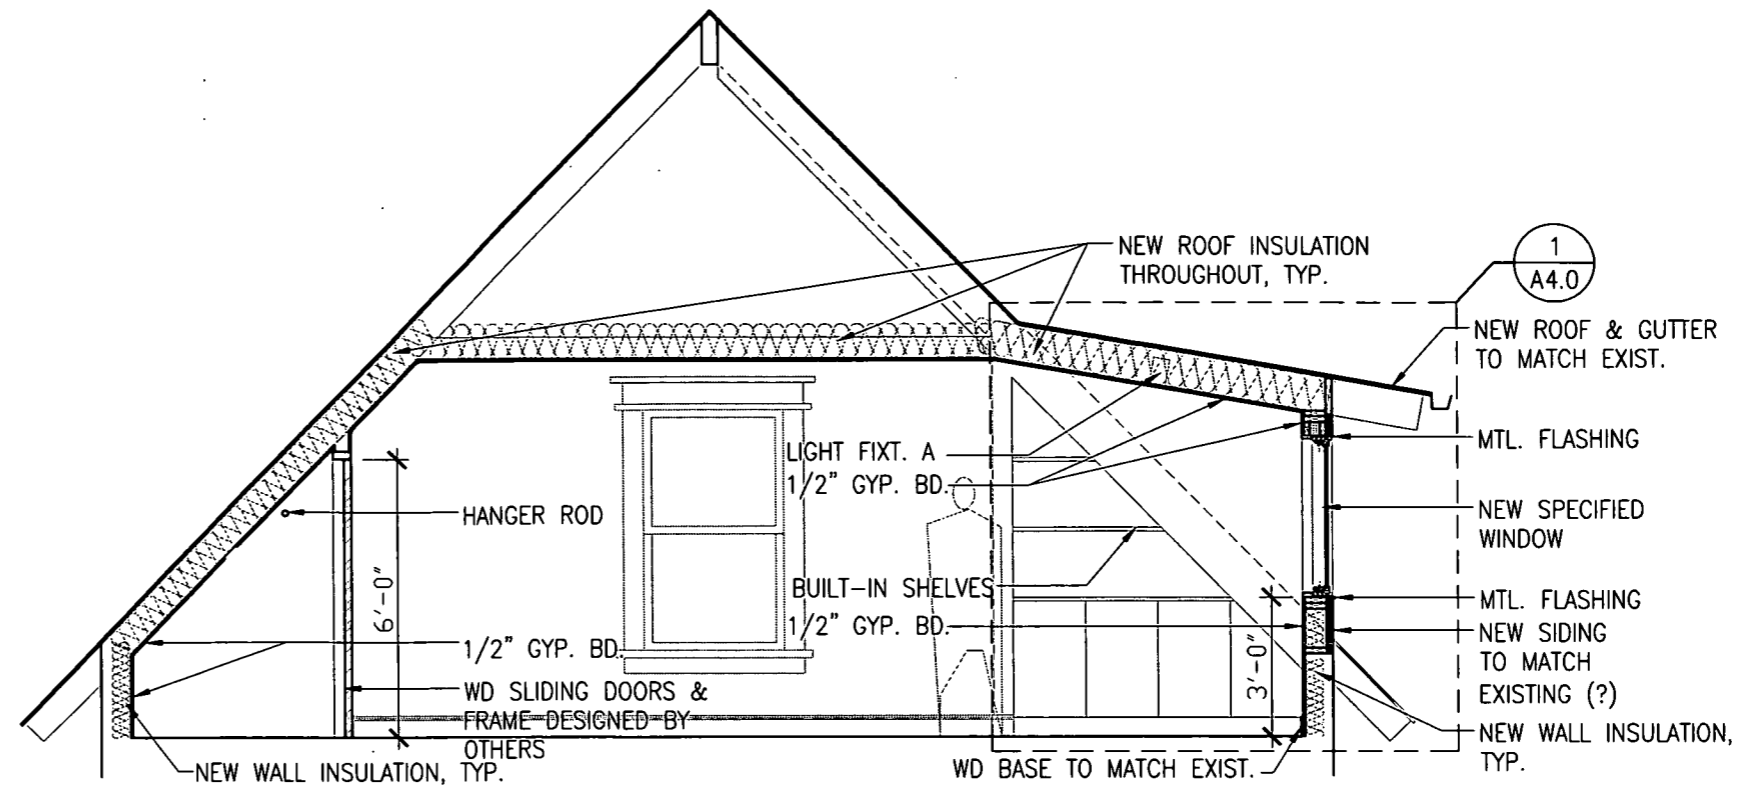 NEW ROOF INSULATION
THROUGHOUT, TYP.
1
A4.0
NEW ROOF & GUTTER
TO MATCH EXIST.
LIGHT FIXT. A
1/2" GYP. BD.
MTL. FLASHING
HANGER ROD
NEW SPECIFIED
WINDOW
6'-0"
BUILT-IN SHELVES
1/2" GYP. BD.
3'-0"
MTL. FLASHING
NEW SIDING
TO MATCH
EXISTING (?)
1/2" GYP. BD.
WD SLIDING DOORS &
FRAME DESIGNED BY
OTHERS
NEW WALL INSULATION, TYP.
WD BASE TO MATCH EXIST.
NEW WALL INSULATION,
TYP.